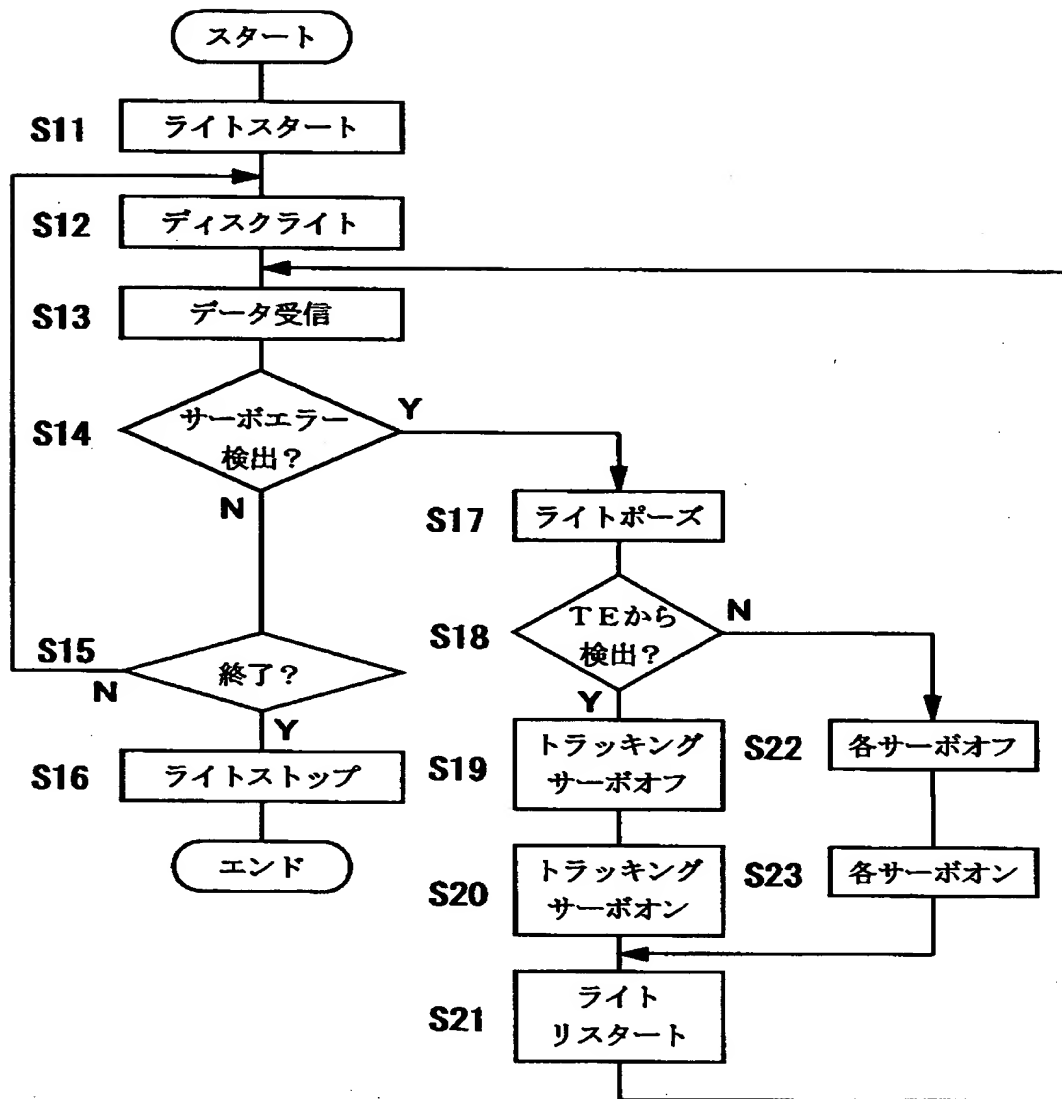 スタート
S11
ライトスタート
S12
ディスクライト
S13
データ受信
S14
サーボエラー
検出？
Y
N
S15
終了？
N
Y
S16
ライトストップ
エンド
S17
ライトポーズ
S18
ＴＥから
検出？
N
Y
S19
トラッキング
サーボオフ
S20
トラッキング
サーボオン
S21
ライト
リスタート
S22
各サーボオフ
S23
各サーボオン